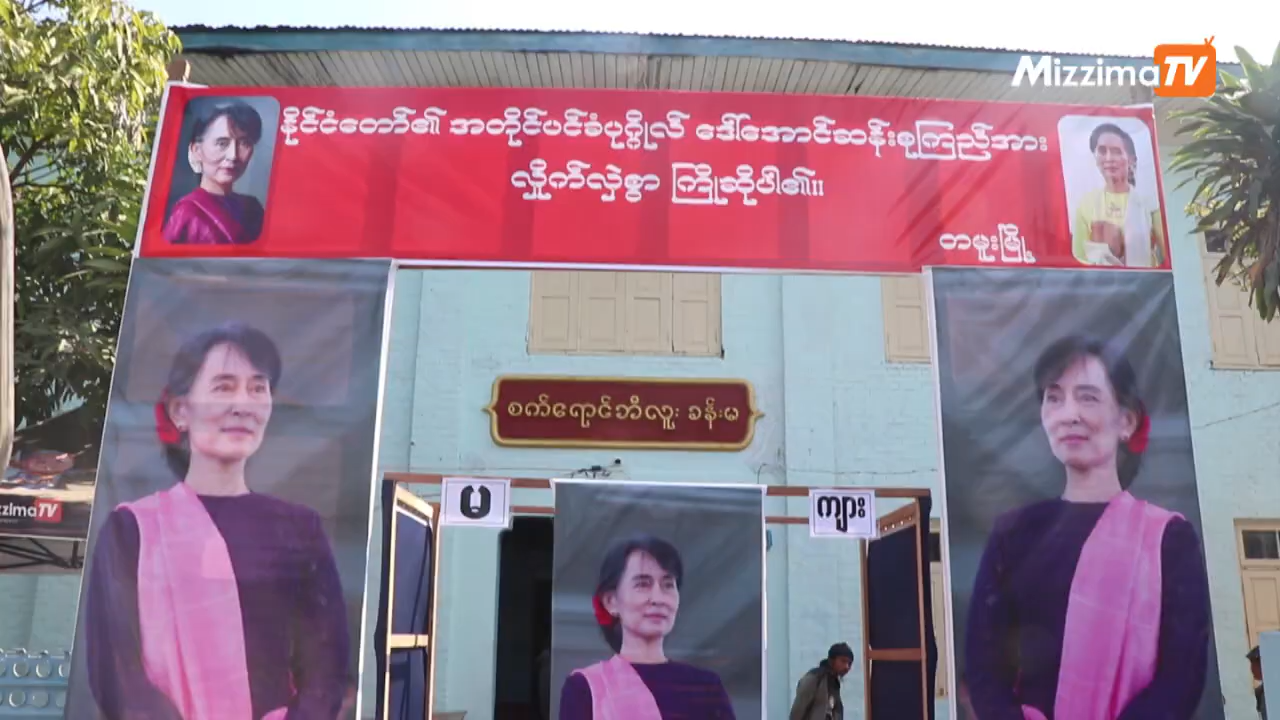 MizzimaTV
နိုင်ငံတော်၏ အတိုင်ပင်ခံပုဂ္ဂိုလ် ဒေါ်အောင်ဆန်းစုကြည်အား
လှိုက်လှဲစွာ ကြိုဆိုပါ၏။
တမူးမြို့
စက်ရောင်ဘီလူး ခန်းမ
မ
ကျား
zzimaTV